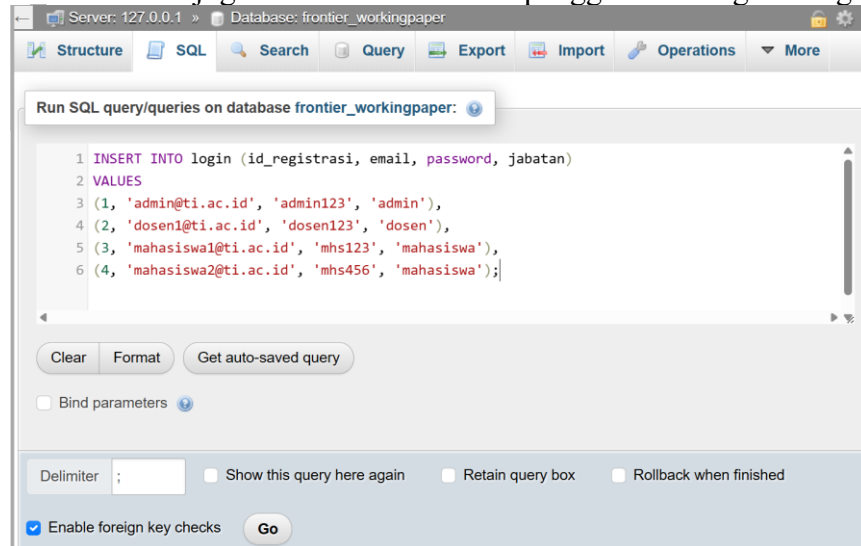 Server: 127.0.0.1 » Database: frontier_workingpaper
Structure SQL Search Query Export Import Operations More
Run SQL query/queries on database frontier_workingpaper:
1 INSERT INTO login (id_registrasi, email, password, jabatan)
2 VALUES
3 (1, 'admin@ti.ac.id', 'admin123', 'admin'),
4 (2, 'dosen1@ti.ac.id', 'dosen123', 'dosen'),
5 (3, 'mahasiswa1@ti.ac.id', 'mhs123', 'mahasiswa'),
6 (4, 'mahasiswa2@ti.ac.id', 'mhs456', 'mahasiswa');
Clear Format Get auto-saved query
Bind parameters
Delimiter ; Show this query here again Retain query box Rollback when finished
Enable foreign key checks Go